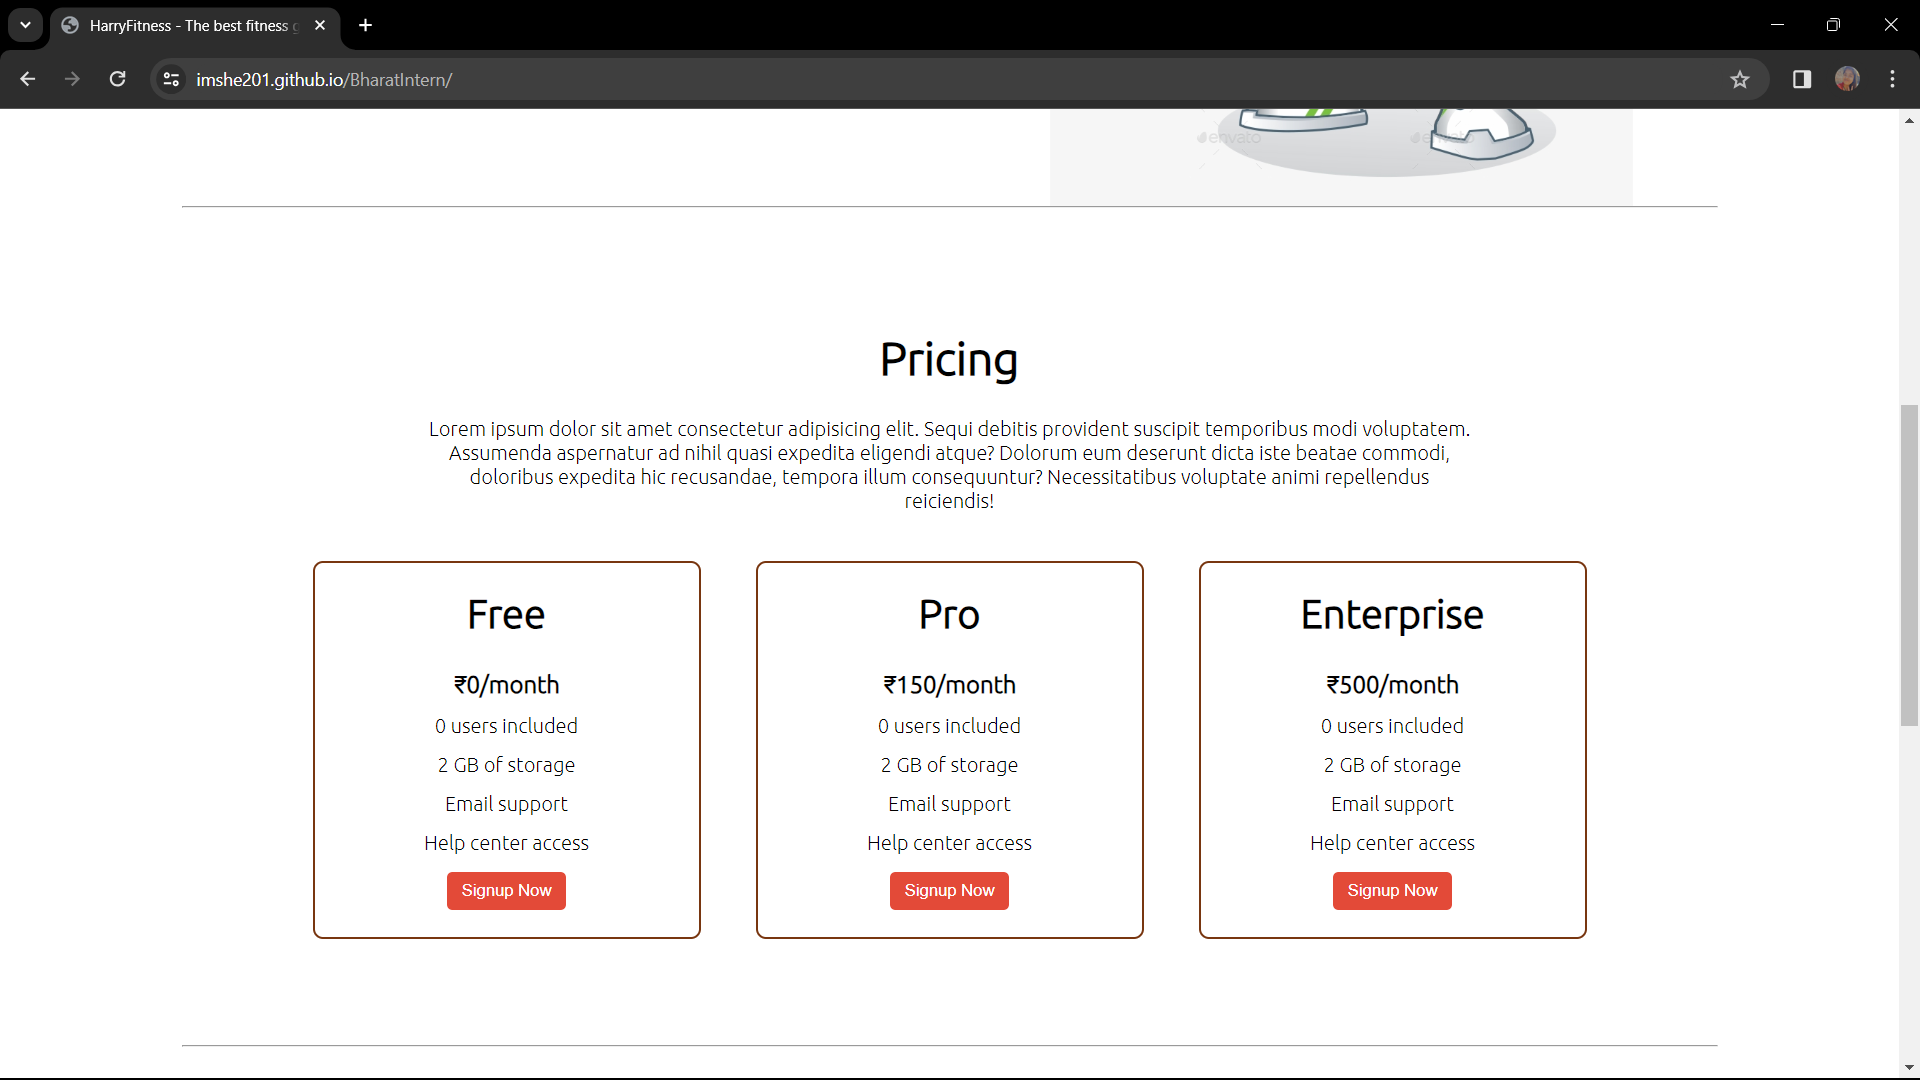 HarryFitness - The best fitness g
imshe201.github.io/BharatIntern/
envato
Pricing
Lorem ipsum dolor sit amet consectetur adipisicing elit. Sequi debitis provident suscipit temporibus modi voluptatem.
Assumenda aspernatur ad nihil quasi expedita eligendi atque? Dolorum eum deserunt dicta iste beatae commodi,
doloribus expedita hic recusandae, tempora illum consequuntur? Necessitatibus voluptate animi repellendus
reiciendis!
Free
₹0/month
0 users included
2 GB of storage
Email support
Help center access
Signup Now
Pro
₹150/month
0 users included
2 GB of storage
Email support
Help center access
Signup Now
Enterprise
₹500/month
0 users included
2 GB of storage
Email support
Help center access
Signup Now